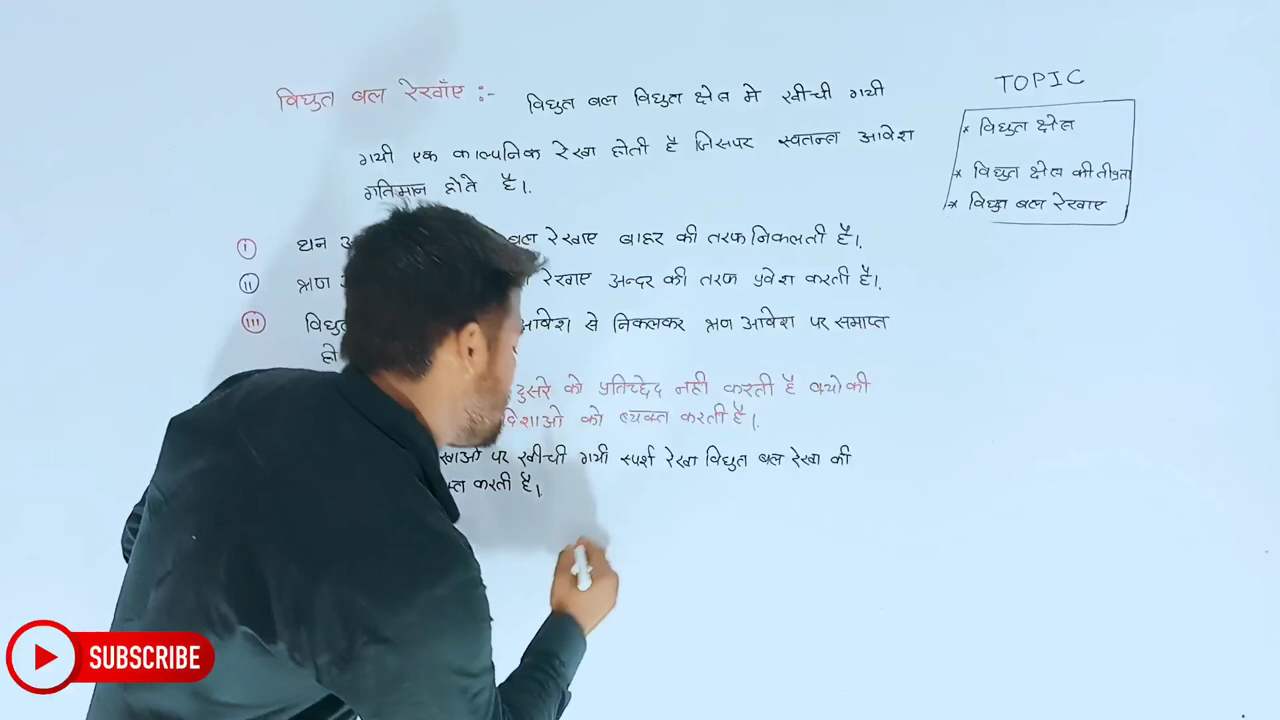 विधुत बल रेखाँए :- विधुत बल विधुत क्षेत्र मे खीची गयी
गयी एक काल्पनिक रेखा होती है जिसपर स्वतन्त्र आवेश
गतिमान होते है।.
TOPIC
* विधुत क्षेत्र
* विधुत क्षेत्र की तीव्रता
* विधुत बल रेखाए
(I) धन रेखाए बाहर की तरफ निकलती है।.
(II) ऋण रेखाए अन्दर की तरफ प्रवेश करती है।.
(III) आवेश से निकलकर ऋण आवेश पर समाप्त
हो
दुसरे को प्रतिच्छेद नही करती है क्योकी
दिशाओ को व्यक्त करती है।.
पर खीची गयी स्पर्श रेखा विधुत बल रेखा की
करती है।.
SUBSCRIBE